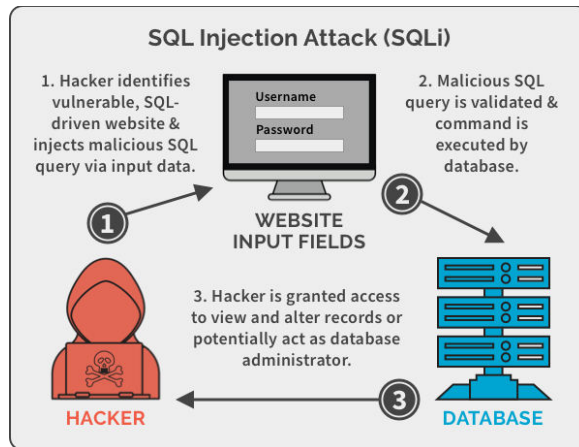 SQL Injection Attack (SQLi)
1. Hacker identifies
vulnerable, SQL-
driven website &
injects malicious SQL
query via input data.
Username
Password
2. Malicious SQL
query is validated &
command is
executed by
database.
1
2
WEBSITE
INPUT FIELDS
3. Hacker is granted access
to view and alter records or
potentially act as database
administrator.
3
HACKER
DATABASE